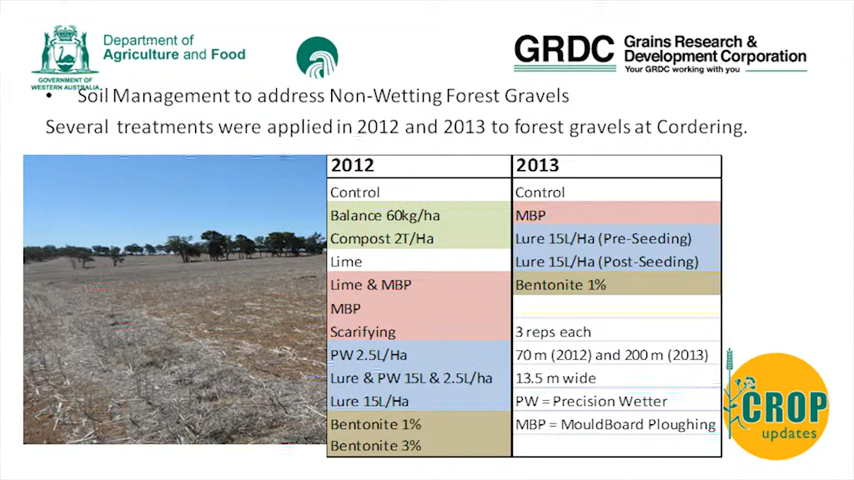 Department of
Agriculture and Food
GOVERNMENT OF
WESTERN AUSTRALIA
GRDC
Grains Research &
Development Corporation
Your GRDC working with you
• Soil Management to address Non-Wetting Forest Gravels
Several treatments were applied in 2012 and 2013 to forest gravels at Cordering.
2012 2013
Control Control
Balance 60kg/ha MBP
Compost 2T/Ha Lure 15L/Ha (Pre-Seeding)
Lime Lure 15L/Ha (Post-Seeding)
Lime & MBP Bentonite 1%
MBP
Scarifying 3 reps each
PW 2.5L/Ha 70 m (2012) and 200 m (2013)
Lure & PW 15L & 2.5L/ha 13.5 m wide
Lure 15L/Ha PW = Precision Wetter
Bentonite 1% MBP = MouldBoard Ploughing
Bentonite 3%
CROP
updates